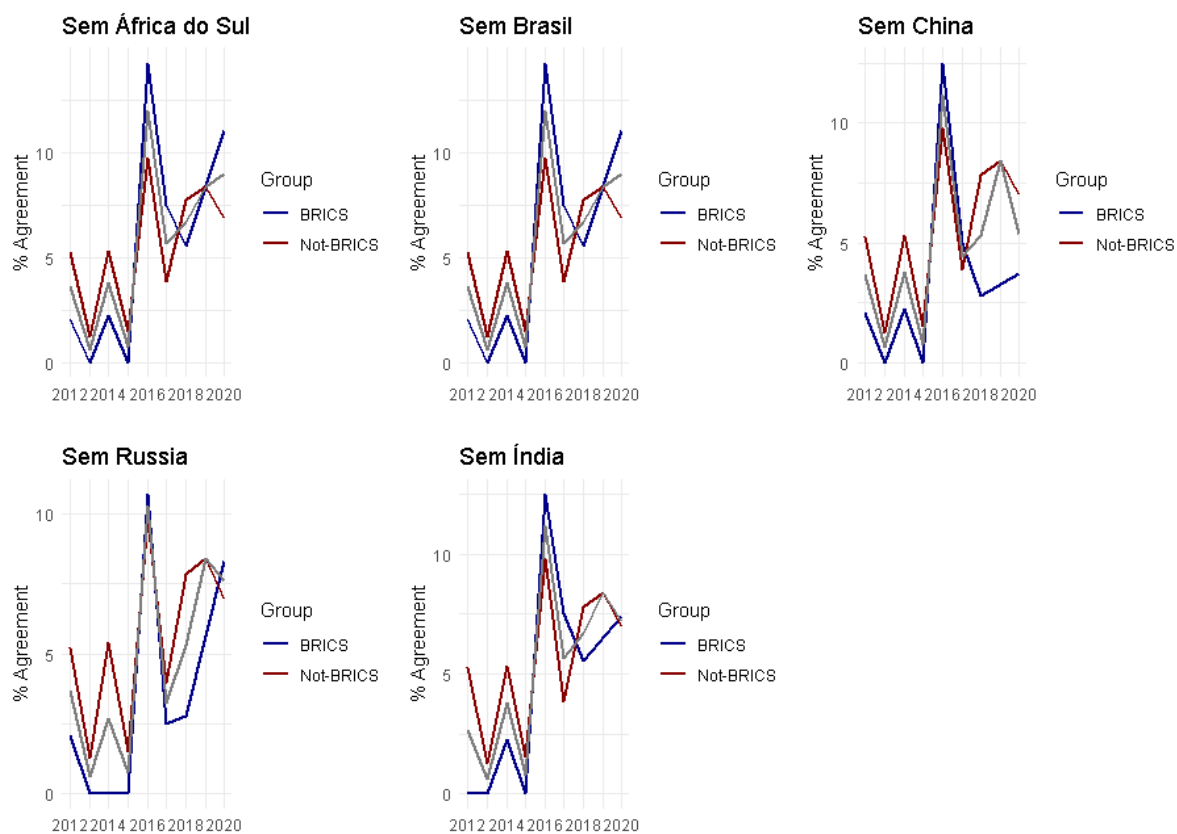 Sem África do Sul
% Agreement
10
5
0
2012 2014 2016 2018 2020
Group
BRICS
Not-BRICS
Sem Brasil
% Agreement
10
5
0
2012 2014 2016 2018 2020
Group
BRICS
Not-BRICS
Sem China
% Agreement
10
5
0
2012 2014 2016 2018 2020
Group
BRICS
Not-BRICS
Sem Russia
% Agreement
10
5
0
2012 2014 2016 2018 2020
Group
BRICS
Not-BRICS
Sem Índia
% Agreement
10
5
0
2012 2014 2016 2018 2020
Group
BRICS
Not-BRICS